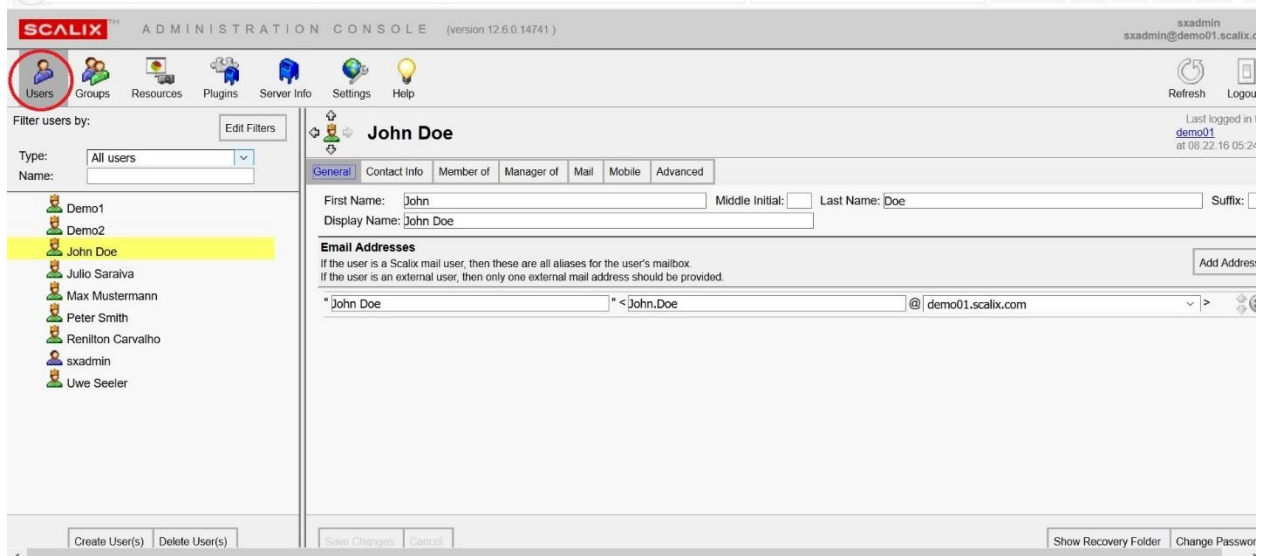 SCALIX TM ADMINISTRATION CONSOLE (version 12.6.0.14741 )
sxadmin
sxadmin@demo01.scalix.c
Users Groups Resources Plugins Server Info Settings Help Refresh Logou
Filter users by: Edit Filters
Type: All users
Name:
Demo1
Demo2
John Doe
Julio Saraiva
Max Mustermann
Peter Smith
Renilton Carvalho
sxadmin
Uwe Seeler
Create User(s) Delete User(s)
John Doe
Last logged in t
demo01
at 08.22.16 05:24
General Contact Info Member of Manager of Mail Mobile Advanced
First Name: John Middle Initial: Last Name: Doe Suffix:
Display Name: John Doe
Email Addresses
If the user is a Scalix mail user, then these are all aliases for the user's mailbox.
If the user is an external user, then only one external mail address should be provided.
Add Addres
" John Doe " < John.Doe @ demo01.scalix.com >
Save Changes Cancel Show Recovery Folder Change Passwor